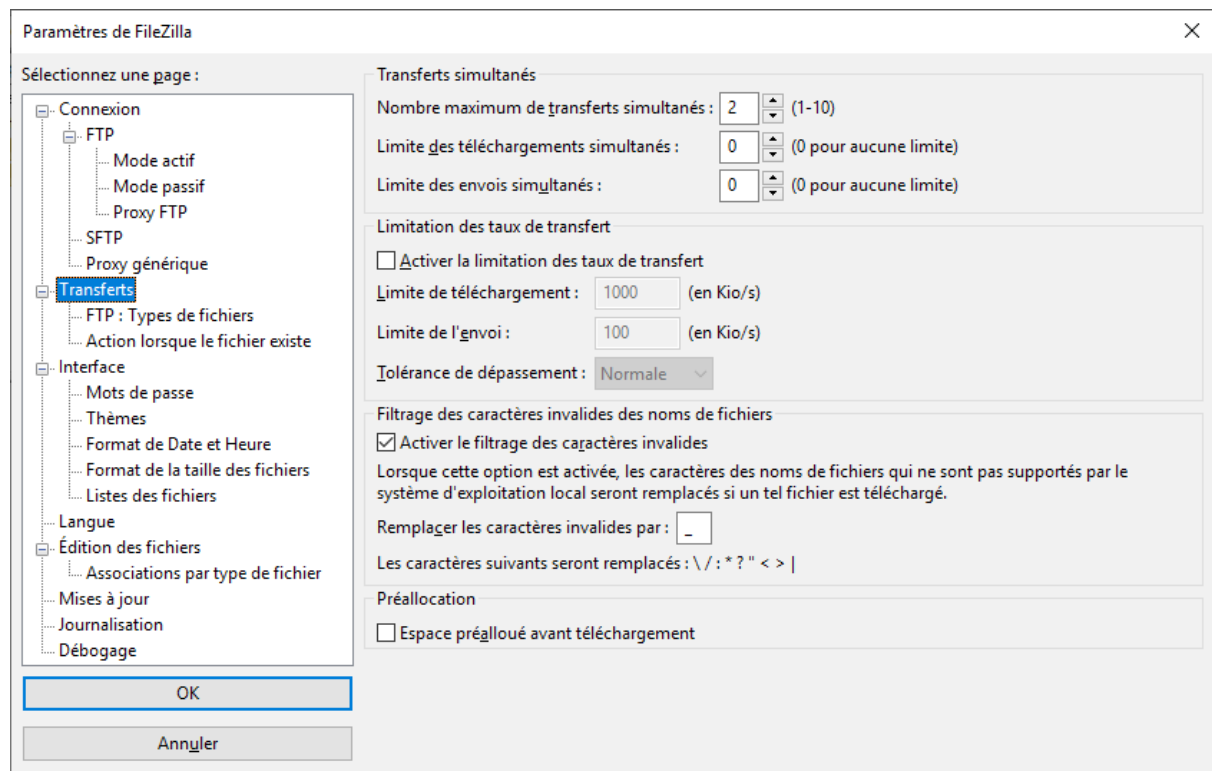 Paramètres de FileZilla
Sélectionnez une page :
Connexion
FTP
Mode actif
Mode passif
Proxy FTP
SFTP
Proxy générique
Transferts
FTP : Types de fichiers
Action lorsque le fichier existe
Interface
Mots de passe
Thèmes
Format de Date et Heure
Format de la taille des fichiers
Listes des fichiers
Langue
Édition des fichiers
Associations par type de fichier
Mises à jour
Journalisation
Débogage
OK
Annuler
Transferts simultanés
Nombre maximum de transferts simultanés : 2 (1-10)
Limite des téléchargements simultanés : 0 (0 pour aucune limite)
Limite des envois simultanés : 0 (0 pour aucune limite)
Limitation des taux de transfert
Activer la limitation des taux de transfert
Limite de téléchargement : 1000 (en Kio/s)
Limite de l'envoi : 100 (en Kio/s)
Tolérance de dépassement : Normale
Filtrage des caractères invalides des noms de fichiers
Activer le filtrage des caractères invalides
Lorsque cette option est activée, les caractères des noms de fichiers qui ne sont pas supportés par le
système d'exploitation local seront remplacés si un tel fichier est téléchargé.
Remplacer les caractères invalides par : _
Les caractères suivants seront remplacés : \ / : * ? " < > |
Préallocation
Espace préalloué avant téléchargement